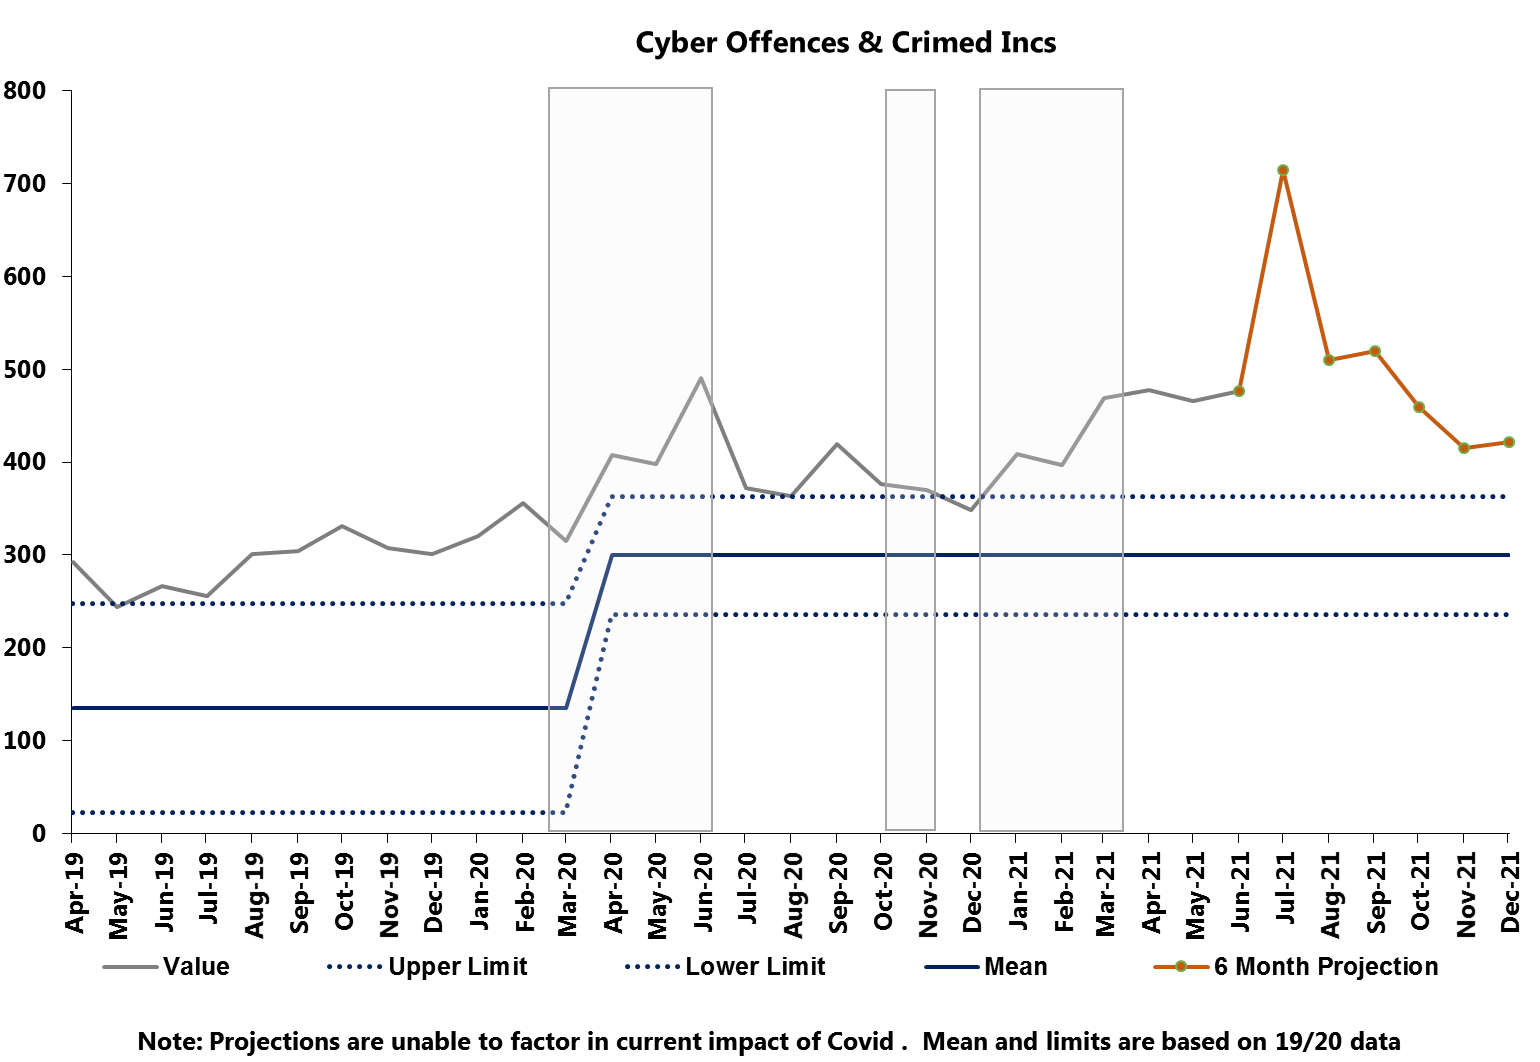 Cyber Offences & Crimed Incs
800
700
600
500
400
300
200
100
0
Apr-19 May-19 Jun-19 Jul-19 Aug-19 Sep-19 Oct-19 Nov-19 Dec-19 Jan-20 Feb-20 Mar-20 Apr-20 May-20 Jun-20 Jul-20 Aug-20 Sep-20 Oct-20 Nov-20 Dec-20 Jan-21 Feb-21 Mar-21 Apr-21 May-21 Jun-21 Jul-21 Aug-21 Sep-21 Oct-21 Nov-21 Dec-21
Value Upper Limit Lower Limit Mean 6 Month Projection
Note: Projections are unable to factor in current impact of Covid .  Mean and limits are based on 19/20 data